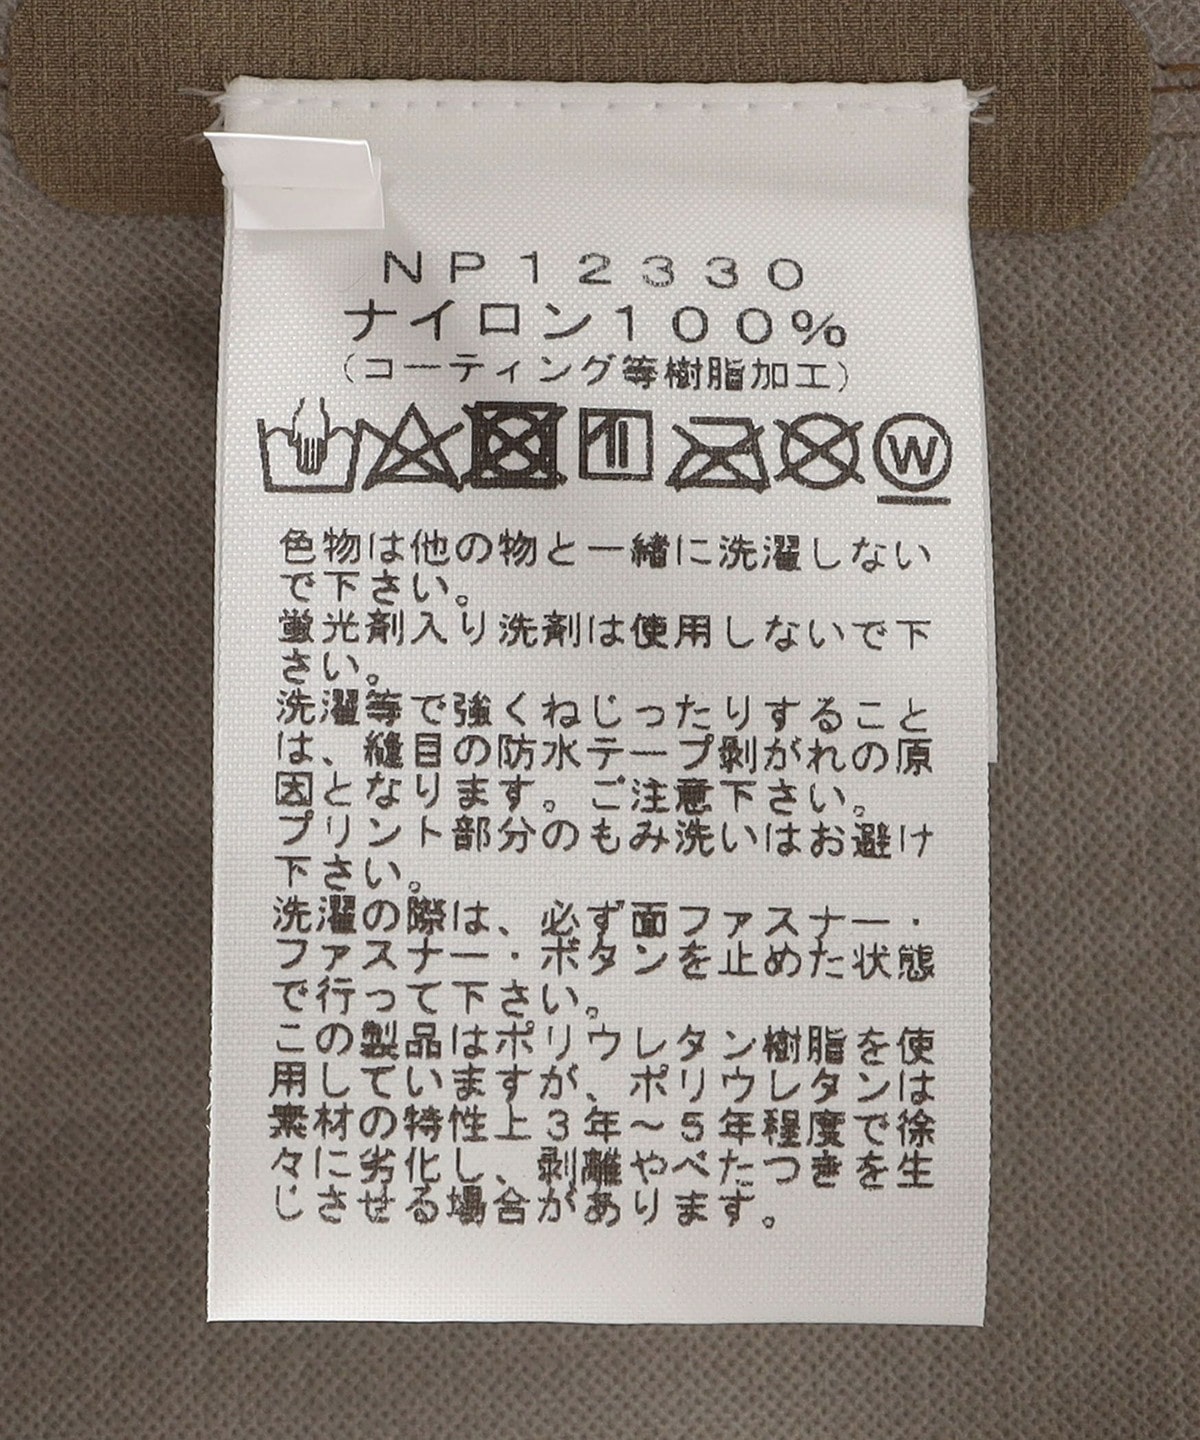 NP12330
ナイロン100%
(コーティング等樹脂加工)
W
色物は他の物と一緒に洗濯しない
で下さい。
蛍光剤入り洗剤は使用しないで下
さい。
洗濯等で強くねじったりすること
は、縫目の防水テープ剥がれの原
因となります。ご注意下さい。
プリント部分のもみ洗いはお避け
下さい。
洗濯の際は、必ず面ファスナー・
ファスナー・ボタンを止めた状態
で行って下さい。
この製品はポリウレタン樹脂を使
用していますが、ポリウレタンは
素材の特性上3年～5年程度で徐
々に劣化し、剥離やべたつきを生
じさせる場合があります。